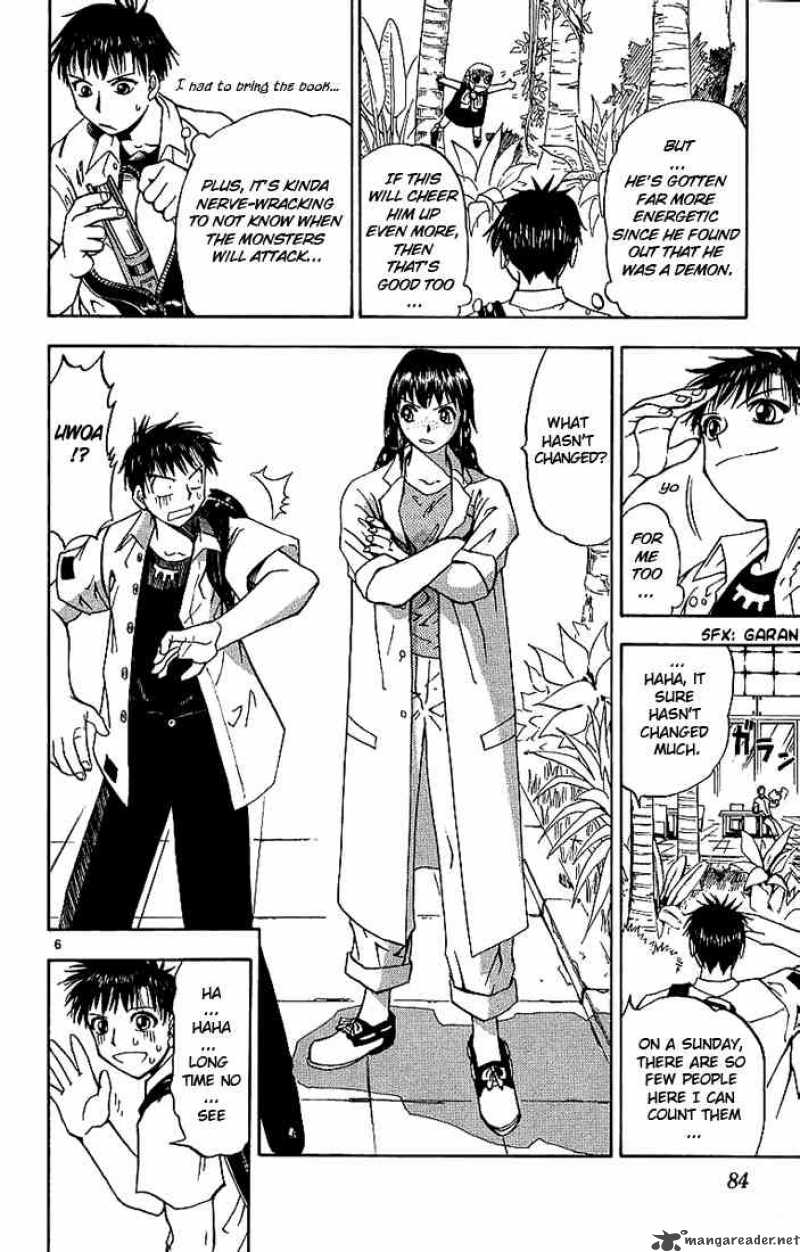 BUT
...
HE'S GOTTEN
FAR MORE
ENERGETIC
SINCE HE FOUND
OUT THAT HE
WAS A DEMON.
IF THIS
WILL CHEER
HIM UP
EVEN MORE,
THEN
THAT'S
GOOD TOO
...
I had to bring the book...
PLUS, IT'S KINDA
NERVE-WRACKING
TO NOT KNOW WHEN
THE MONSTERS
WILL ATTACK...
yo
FOR
ME
TOO
...
SFX: GARAN
...
HAHA, IT
SURE
HASN'T
CHANGED
MUCH.
ガラン
ON A SUNDAY,
THERE ARE SO
FEW PEOPLE
HERE I CAN
COUNT THEM
...
WHAT
HASN'T
CHANGED?
UWOA
!?
6
HA
...
HAHA
...
LONG
TIME NO
...
SEE
84
mangareader.net